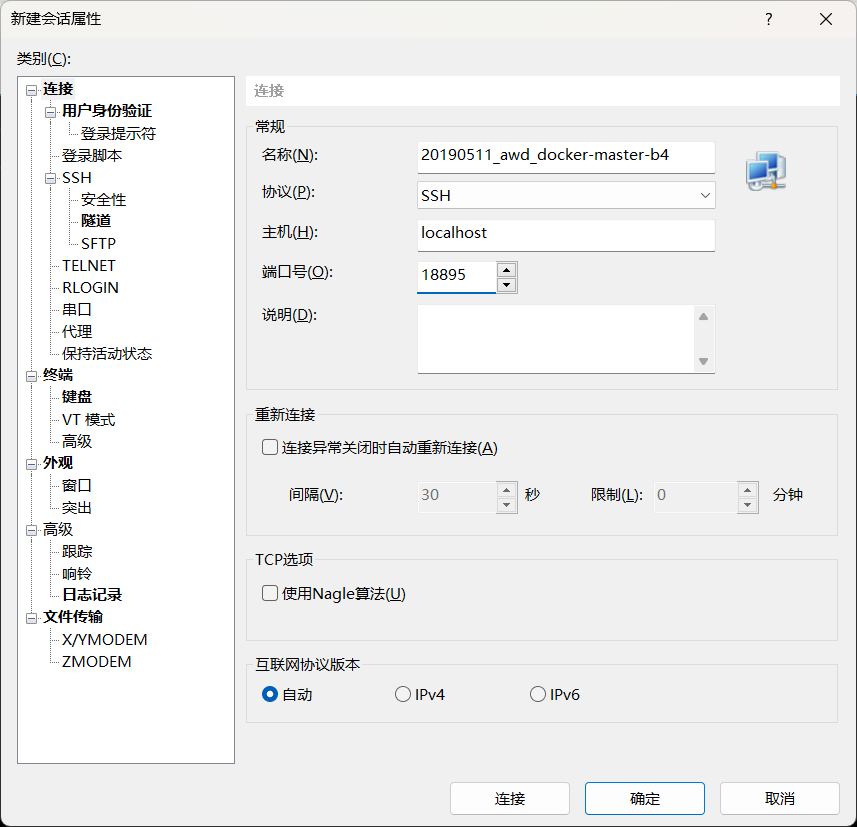 新建会话属性
?
类别(C):
连接
用户身份验证
登录提示符
登录脚本
SSH
安全性
隧道
SFTP
TELNET
RLOGIN
串口
代理
保持活动状态
终端
键盘
VT 模式
高级
外观
窗口
突出
高级
跟踪
响铃
日志记录
文件传输
X/YMODEM
ZMODEM
连接
常规
名称(N): 20190511_awd_docker-master-b4
协议(P): SSH
主机(H): localhost
端口号(O): 18895
说明(D):
重新连接
连接异常关闭时自动重新连接(A)
间隔(V): 30 秒 限制(L): 0 分钟
TCP选项
使用Nagle算法(U)
互联网协议版本
自动 IPv4 IPv6
连接 确定 取消